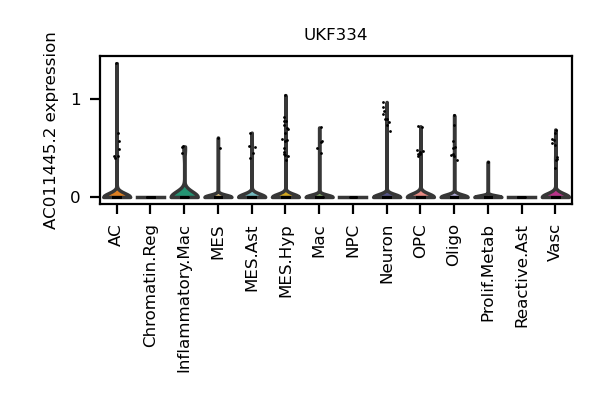 UKF334
AC011445.2 expression
1
0
AC
Chromatin.Reg
Inflammatory.Mac
MES
MES.Ast
MES.Hyp
Mac
NPC
Neuron
OPC
Oligo
Prolif.Metab
Reactive.Ast
Vasc